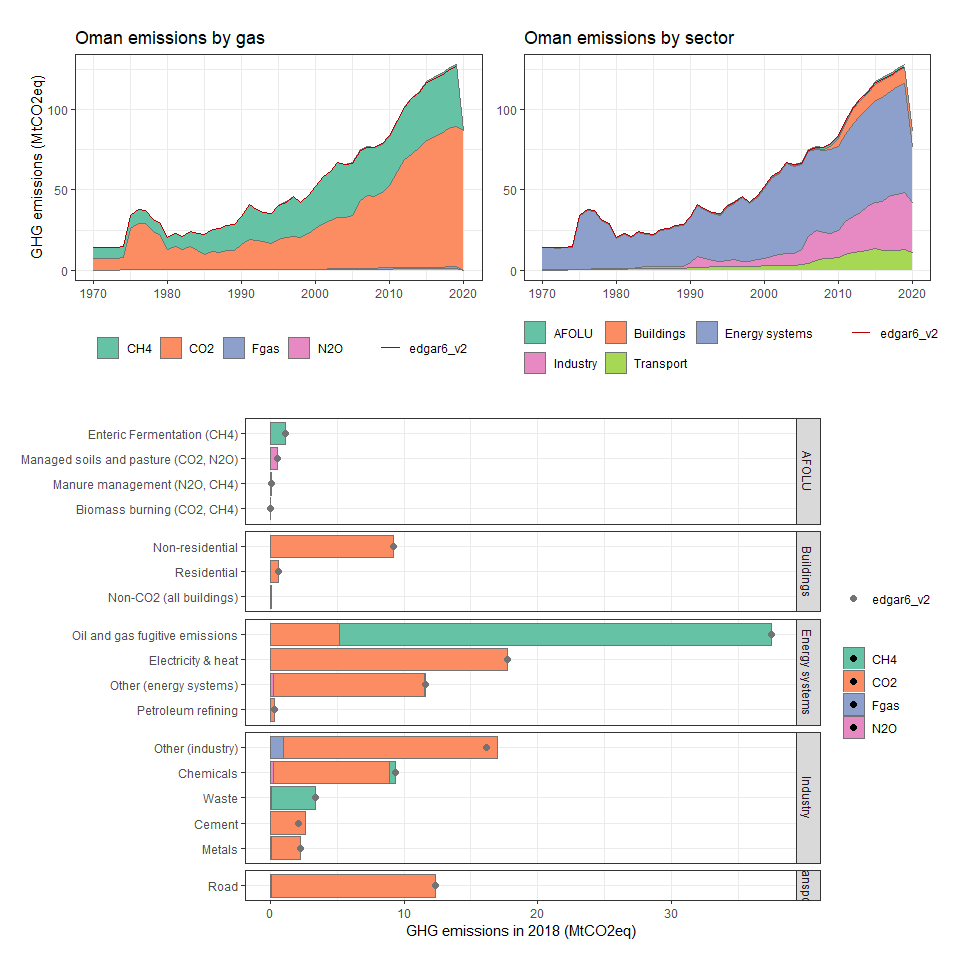 Oman emissions by gas
GHG emissions (MtCO2eq)
100
50
0
1970
1980
1990
2000
2010
2020
CH4
CO2
Fgas
N2O
edgar6_v2
Oman emissions by sector
100
50
0
1970
1980
1990
2000
2010
2020
AFOLU
Buildings
Energy systems
Industry
Transport
edgar6_v2
Enteric Fermentation (CH4)
Managed soils and pasture (CO2, N2O)
Manure management (N2O, CH4)
Biomass burning (CO2, CH4)
AFOLU
Non-residential
Residential
Non-CO2 (all buildings)
Buildings
Oil and gas fugitive emissions
Electricity & heat
Other (energy systems)
Petroleum refining
Energy systems
Other (industry)
Chemicals
Waste
Cement
Metals
Industry
Road
anspo
0
10
20
30
GHG emissions in 2018 (MtCO2eq)
edgar6_v2
CH4
CO2
Fgas
N2O